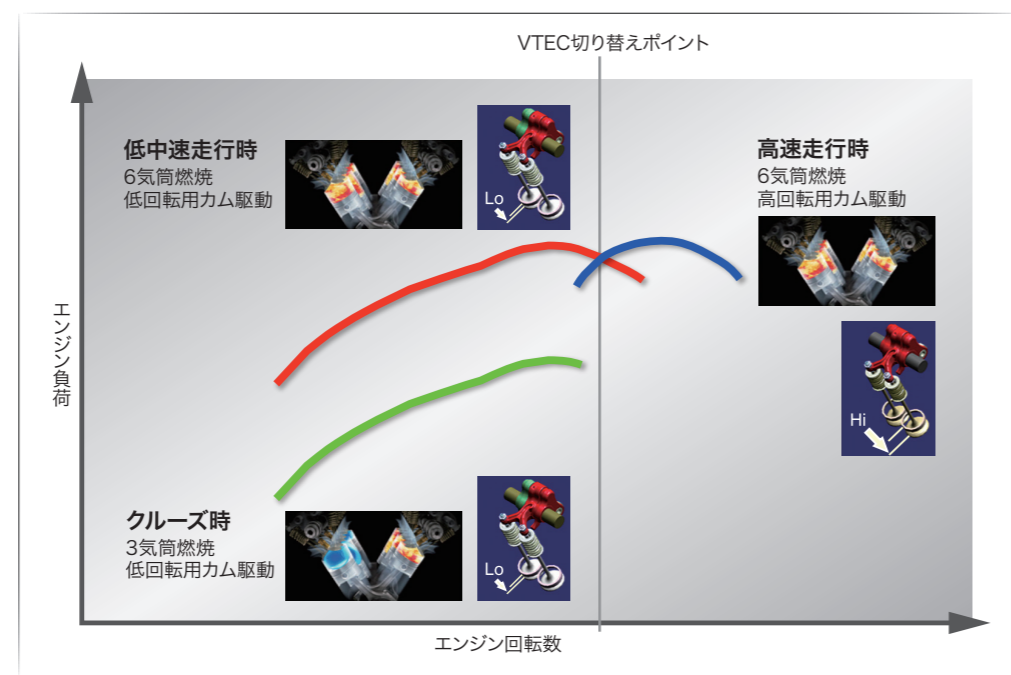 VTEC切り替えポイント
低中速走行時
6気筒燃焼
低回転用カム駆動
Lo
高速走行時
6気筒燃焼
高回転用カム駆動
Hi
エンジン負荷
クルーズ時
3気筒燃焼
低回転用カム駆動
Lo
エンジン回転数